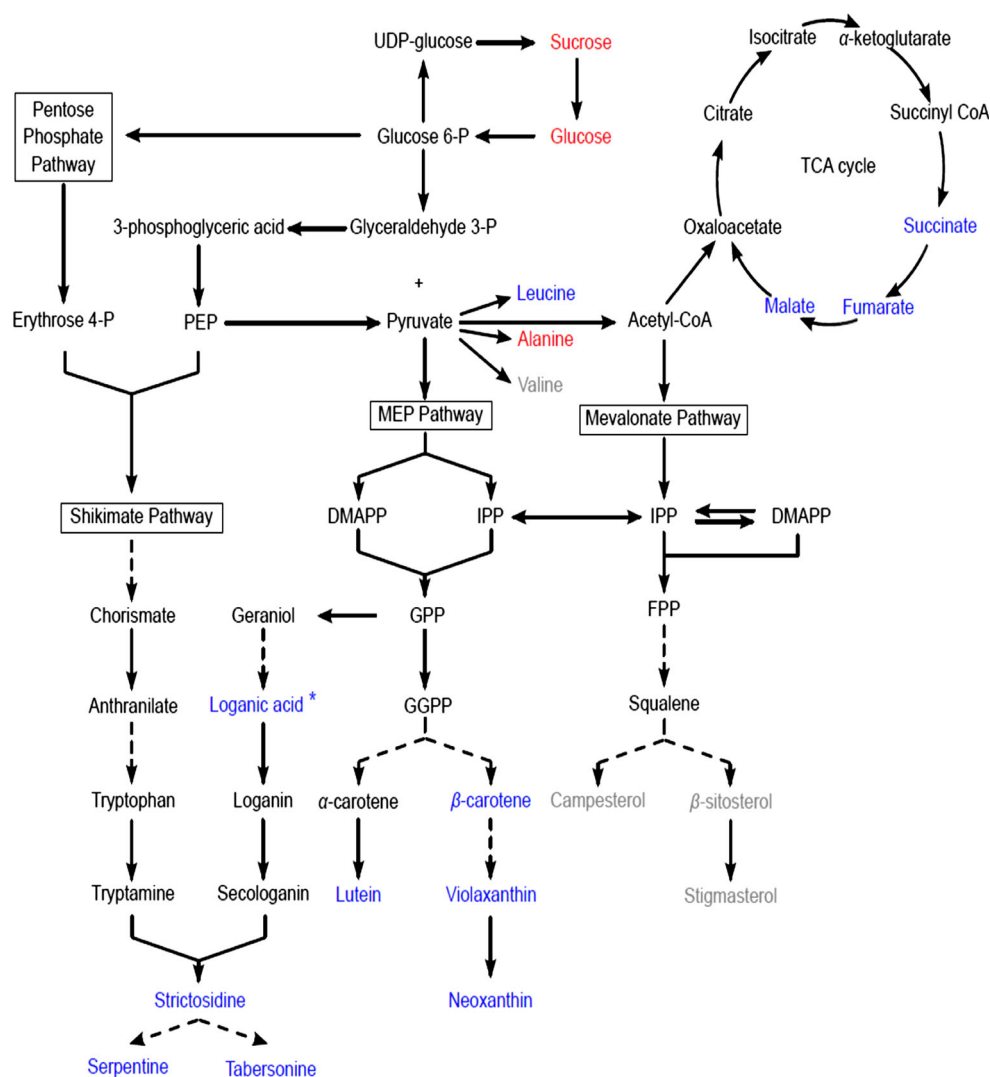 UDP-glucose
Sucrose
Isocitrate
α-ketoglutarate
Pentose
Phosphate
Pathway
Glucose 6-P
Glucose
Citrate
Succinyl CoA
TCA cycle
3-phosphoglyceric acid
Glyceraldehyde 3-P
Oxaloacetate
Succinate
+
Erythrose 4-P
PEP
Pyruvate
Leucine
Alanine
Valine
Acetyl-CoA
Malate
Fumarate
MEP Pathway
Mevalonate Pathway
Shikimate Pathway
DMAPP
IPP
IPP
DMAPP
Chorismate
Geraniol
GPP
FPP
Anthranilate
Loganic acid *
GGPP
Squalene
Tryptophan
Loganin
α-carotene
β-carotene
Campesterol
β-sitosterol
Tryptamine
Secologanin
Lutein
Violaxanthin
Stigmasterol
Strictosidine
Neoxanthin
Serpentine
Tabersonine